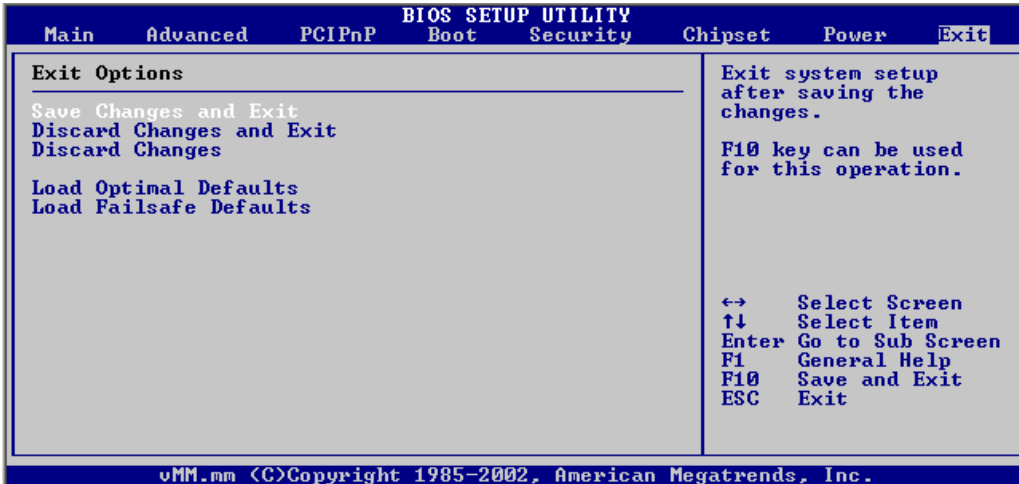 BIOS SETUP UTILITY
Main Advanced PCIPnP Boot Security Chipset Power Exit
Exit Options
Save Changes and Exit
Discard Changes and Exit
Discard Changes
Load Optimal Defaults
Load Failsafe Defaults
Exit system setup
after saving the
changes.
F10 key can be used
for this operation.
←→ Select Screen
↑↓ Select Item
Enter Go to Sub Screen
F1 General Help
F10 Save and Exit
ESC Exit
vMM.mm (C)Copyright 1985-2002, American Megatrends, Inc.